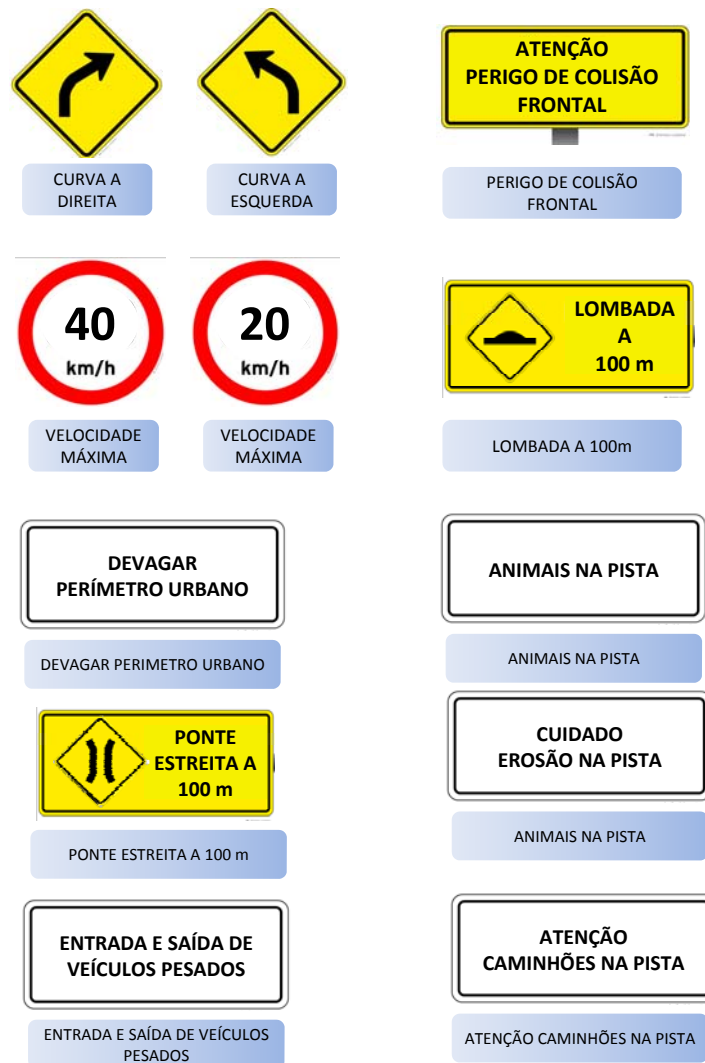 CURVA A
DIREITA
CURVA A
ESQUERDA
ATENÇÃO
PERIGO DE COLISÃO
FRONTAL
PERIGO DE COLISÃO
FRONTAL
40
km/h
20
km/h
LOMBADA
A
100 m
VELOCIDADE
MÁXIMA
VELOCIDADE
MÁXIMA
LOMBADA A 100m
DEVAGAR
PERÍMETRO URBANO
ANIMAIS NA PISTA
DEVAGAR PERIMETRO URBANO
ANIMAIS NA PISTA
PONTE
ESTREITA A
100 m
CUIDADO
EROSÃO NA PISTA
PONTE ESTREITA A 100 m
ANIMAIS NA PISTA
ENTRADA E SAÍDA DE
VEÍCULOS PESADOS
ATENÇÃO
CAMINHÕES NA PISTA
ENTRADA E SAÍDA DE VEÍCULOS
PESADOS
ATENÇÃO CAMINHÕES NA PISTA